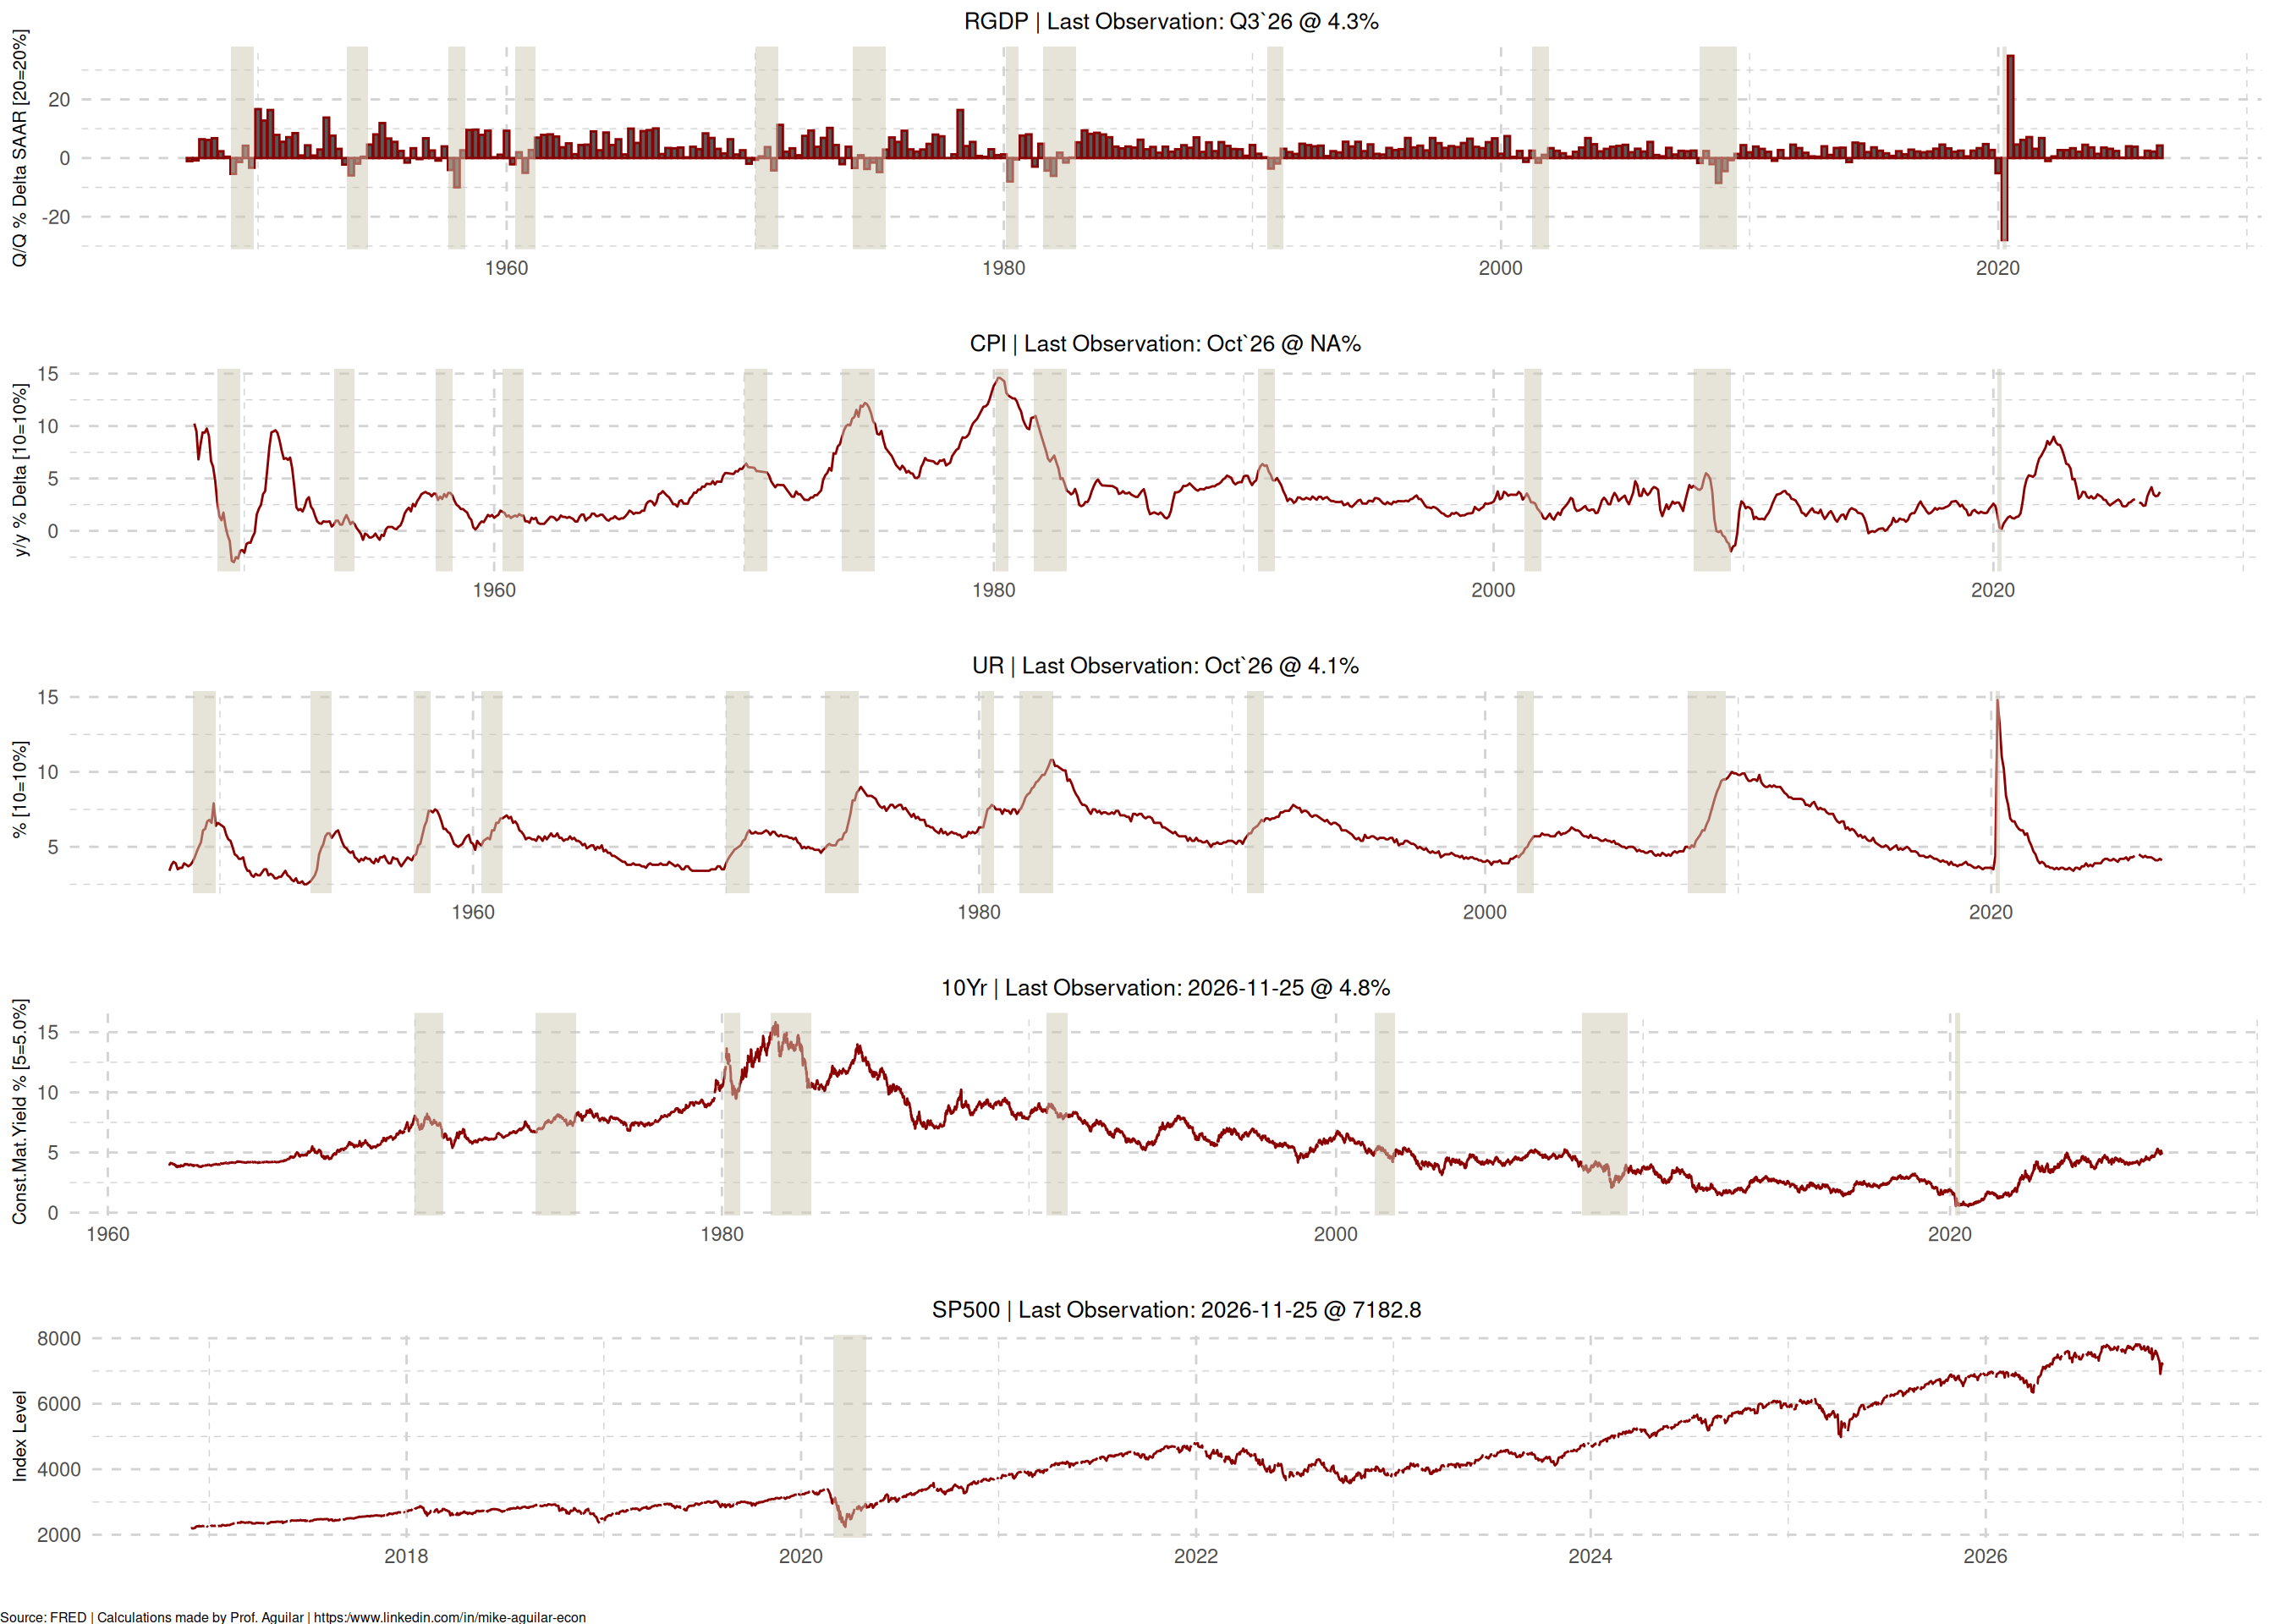 RGDP | Last Observation: Q3`26 @ 4.3%
Q/Q % Delta SAAR [20=20%]
20
0
-20
1960 1980 2000 2020
CPI | Last Observation: Oct`26 @ NA%
y/y % Delta [10=10%]
15
10
5
0
1960 1980 2000 2020
UR | Last Observation: Oct`26 @ 4.1%
% [10=10%]
15
10
5
1960 1980 2000 2020
10Yr | Last Observation: 2026-11-25 @ 4.8%
Const.Mat.Yield % [5=5.0%]
15
10
5
0
1960 1980 2000 2020
SP500 | Last Observation: 2026-11-25 @ 7182.8
Index Level
8000
6000
4000
2000
2018 2020 2022 2024 2026
Source: FRED | Calculations made by Prof. Aguilar | https:/www.linkedin.com/in/mike-aguilar-econ